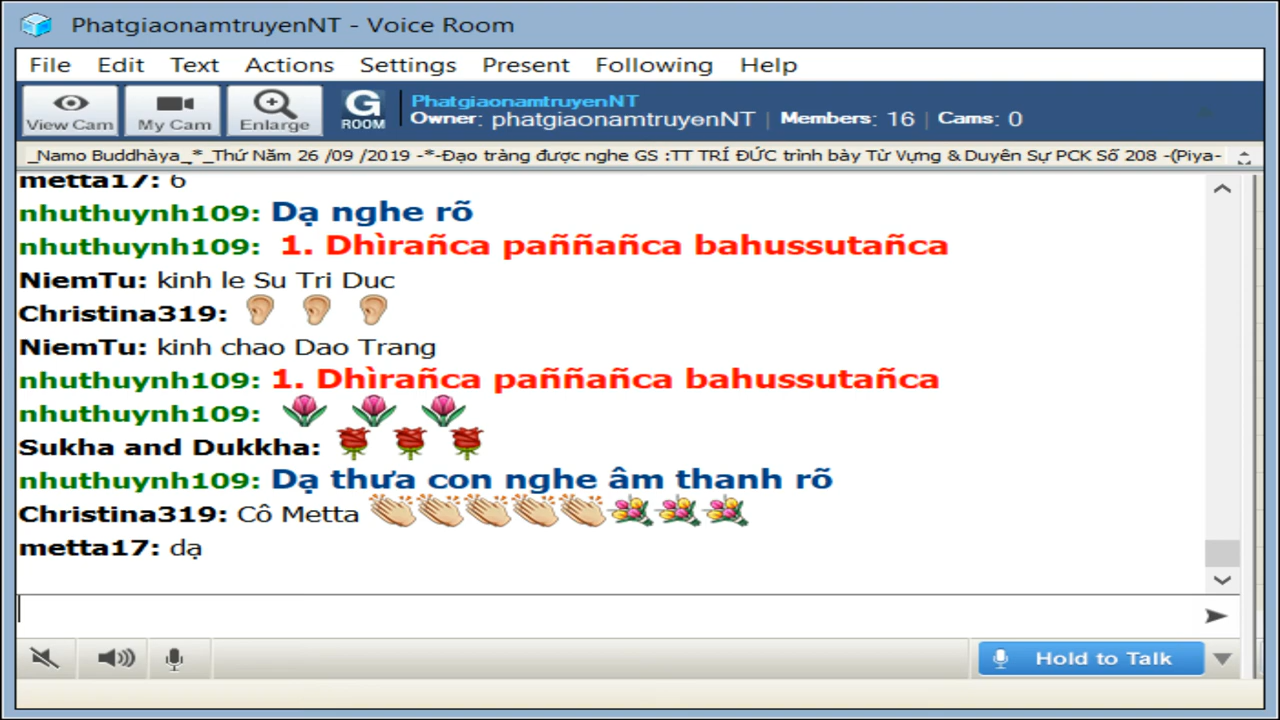 PhatgiaonamtruyenNT - Voice Room
File Edit Text Actions Settings Present Following Help
View Cam My Cam Enlarge G ROOM
PhatgiaonamtruyenNT
Owner: phatgiaonamtruyenNT | Members: 16 | Cams: 0
_Namo Buddhàya_*_Thứ Năm 26 /09 /2019 -*-Đạo tràng được nghe GS :TT TRÍ ĐỨC trình bày Từ Vựng & Duyên Sự PCK Số 208 -(Piya-
metta17: 6
nhuthuynh109: Dạ nghe rõ
nhuthuynh109: 1. Dhìrañca paññañca bahussutañca
NiemTu: kinh le Su Tri Duc
Christina319: 👂 👂 👂
NiemTu: kinh chao Dao Trang
nhuthuynh109: 1. Dhìrañca paññañca bahussutañca
nhuthuynh109: 🌷 🌷 🌷
Sukha and Dukkha: 🌹 🌹 🌹
nhuthuynh109: Dạ thưa con nghe âm thanh rõ
Christina319: Cô Metta 👏👏👏👏👏💐💐💐
metta17: dạ
Hold to Talk